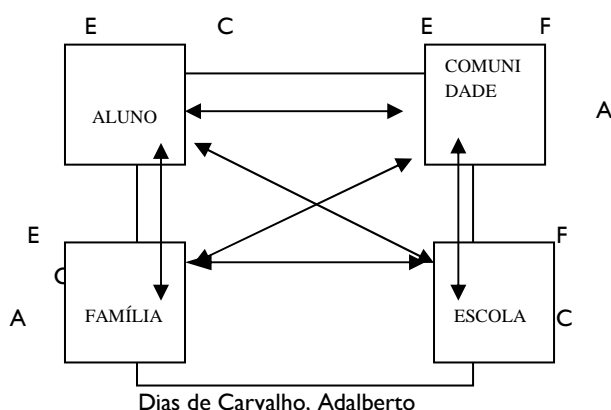 E C E F
COMUNI
DADE
A
ALUNO
E F
C
A FAMÍLIA ESCOLA C
Dias de Carvalho, Adalberto